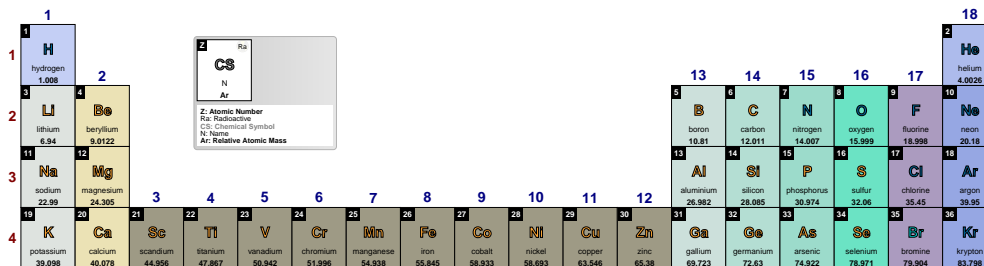 1 18
1 Z Ra 2
1 H CS He
hydrogen N helium
1.008 2 Ar 13 14 15 16 17 4.0026
3 4 Z: Atomic Number 5 6 7 8 9 10
2 Li Be Ra: Radioactive B C N O F Ne
lithium beryllium CS: Chemical Symbol boron carbon nitrogen oxygen fluorine neon
6.94 9.0122 N: Name 10.81 12.011 14.007 15.999 18.998 20.18
Ar: Relative Atomic Mass
11 12 13 14 15 16 17 18
3 Na Mg Al Si P S Cl Ar
sodium magnesium aluminium silicon phosphorus sulfur chlorine argon
22.99 24.305 3 4 5 6 7 8 9 10 11 12 26.982 28.085 30.974 32.06 35.45 39.95
19 20 21 22 23 24 25 26 27 28 29 30 31 32 33 34 35 36
4 K Ca Sc Ti V Cr Mn Fe Co Ni Cu Zn Ga Ge As Se Br Kr
potassium calcium scandium titanium vanadium chromium manganese iron cobalt nickel copper zinc gallium germanium arsenic selenium bromine krypton
39.098 40.078 44.956 47.867 50.942 51.996 54.938 55.845 58.933 58.693 63.546 65.38 69.723 72.63 74.922 78.971 79.904 83.798